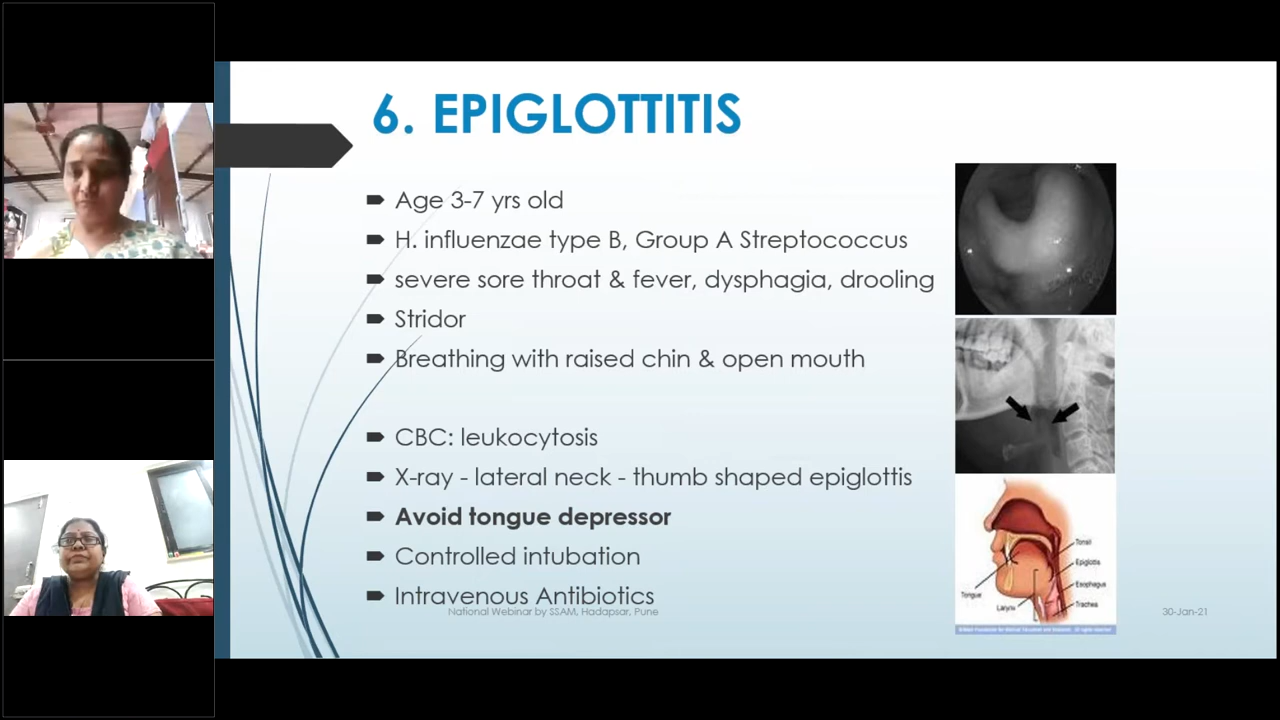 6. EPIGLOTTITIS
Age 3-7 yrs old
H. influenzae type B, Group A Streptococcus
severe sore throat & fever, dysphagia, drooling
Stridor
Breathing with raised chin & open mouth
CBC: leukocytosis
X-ray - lateral neck - thumb shaped epiglottis
Avoid tongue depressor
Controlled intubation
Intravenous Antibiotics
National Webinar by SSAM, Hadapsar, Pune
30-Jan-21
Tonsil
Epiglottis
Esophagus
Tongue
Larynx
Trachea